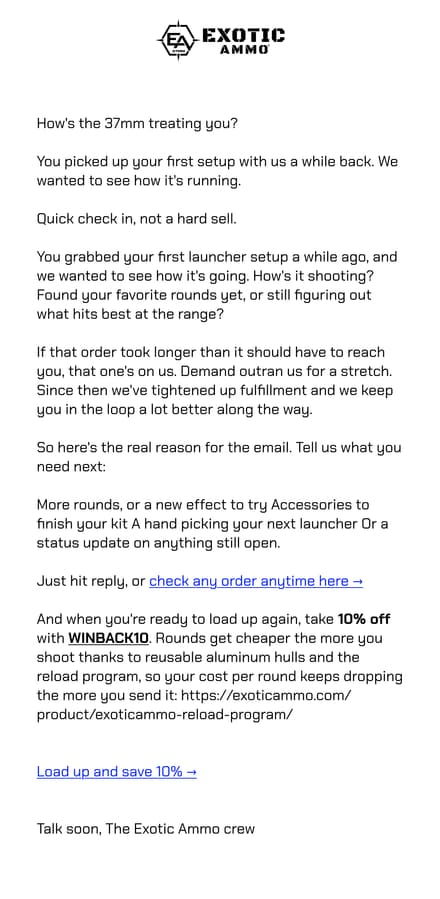 EA
EXOTIC
AMMO
How's the 37mm treating you?
You picked up your first setup with us a while back. We
wanted to see how it's running.
Quick check in, not a hard sell.
You grabbed your first launcher setup a while ago, and
we wanted to see how it's going. How's it shooting?
Found your favorite rounds yet, or still figuring out
what hits best at the range?
If that order took longer than it should have to reach
you, that one's on us. Demand outran us for a stretch.
Since then we've tightened up fulfillment and we keep
you in the loop a lot better along the way.
So here's the real reason for the email. Tell us what you
need next:
More rounds, or a new effect to try Accessories to
finish your kit A hand picking your next launcher Or a
status update on anything still open.
Just hit reply, or check any order anytime here →
And when you're ready to load up again, take 10% off
with WINBACK10. Rounds get cheaper the more you
shoot thanks to reusable aluminum hulls and the
reload program, so your cost per round keeps dropping
the more you send it: https://exoticammo.com/
product/exoticammo-reload-program/
Load up and save 10% →
Talk soon, The Exotic Ammo crew